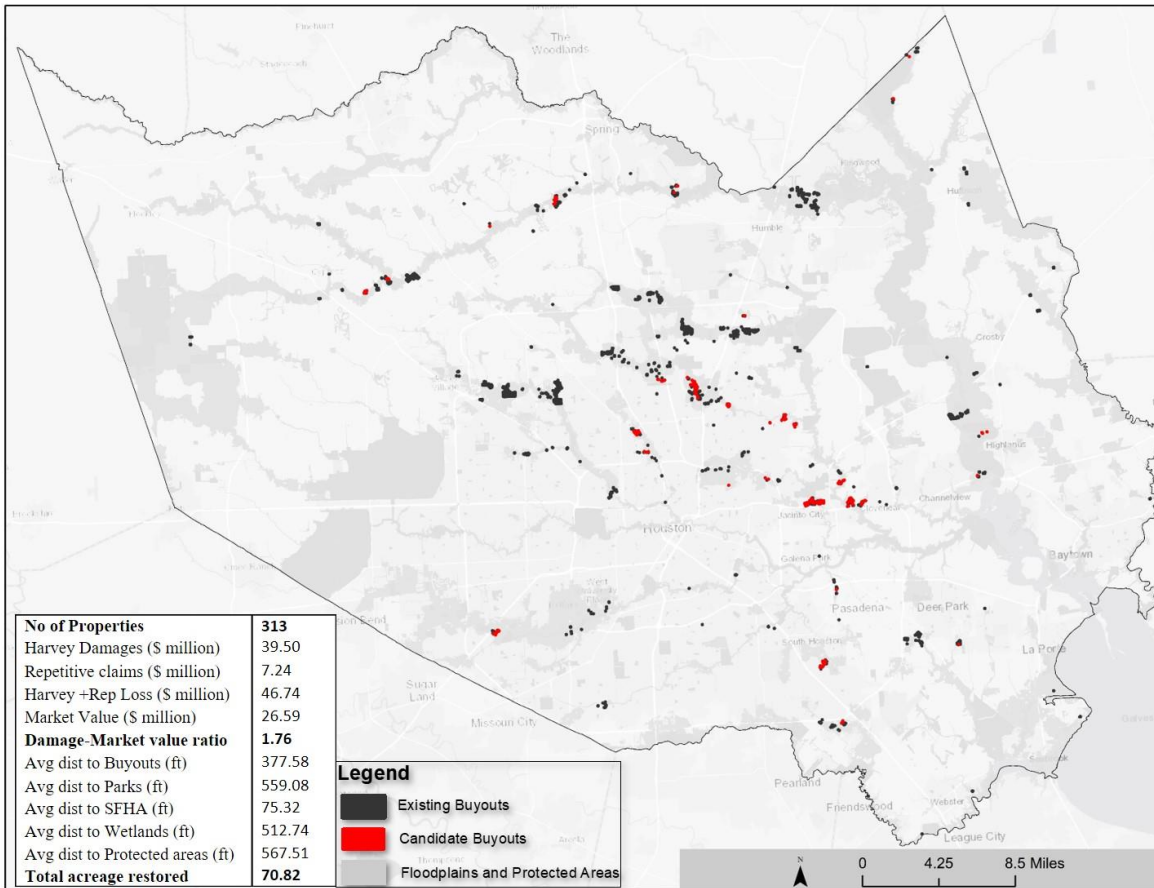 Pinehurst
The
Woodlands
Spring
Kingwood
Humble
Crosby
Highlands
Channelview
Jacinto City
Cloverleaf
Houston
Galena Park
Baytown
West
Pasadena
Deer Park
South Houston
La Porte
Sugar
Land
Missouri City
Pearland
Friendswood
Webster
League City
No of Properties 313
Harvey Damages ($ million) 39.50
Repetitive claims ($ million) 7.24
Harvey +Rep Loss ($ million) 46.74
Market Value ($ million) 26.59
Damage-Market value ratio 1.76
Avg dist to Buyouts (ft) 377.58
Avg dist to Parks (ft) 559.08
Avg dist to SFHA (ft) 75.32
Avg dist to Wetlands (ft) 512.74
Avg dist to Protected areas (ft) 567.51
Total acreage restored 70.82
Legend
Existing Buyouts
Candidate Buyouts
Floodplains and Protected Areas
N
0 4.25 8.5 Miles